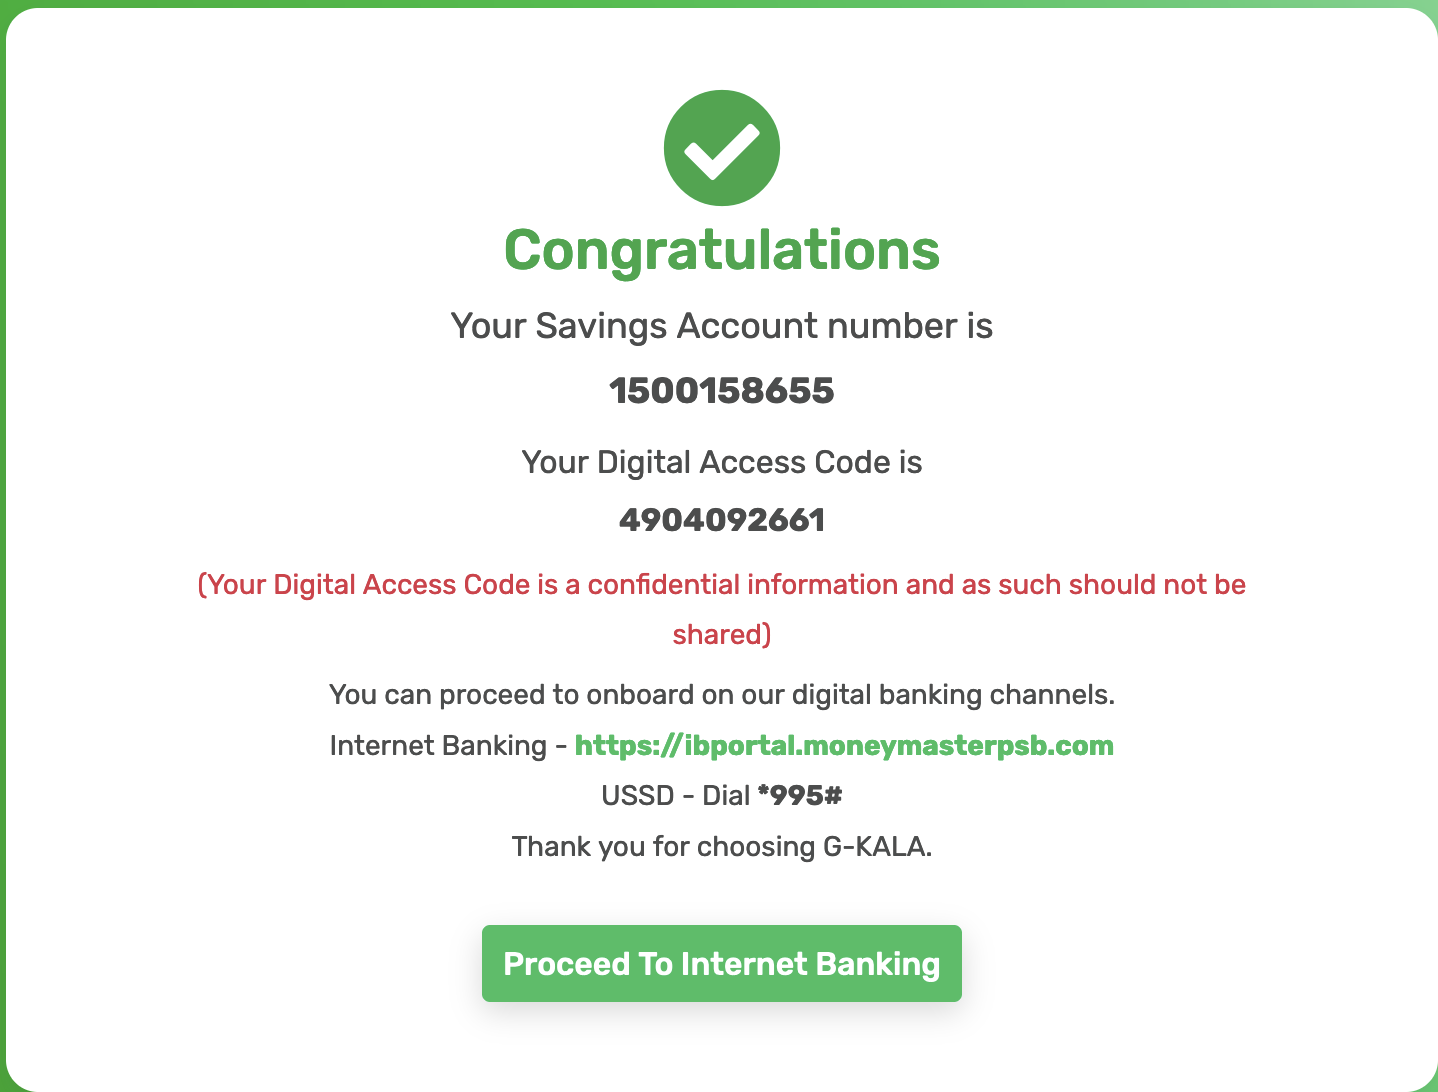 Congratulations
Your Savings Account number is
1500158655
Your Digital Access Code is
4904092661
(Your Digital Access Code is a confidential information and as such should not be
shared)
You can proceed to onboard on our digital banking channels.
Internet Banking - https://ibportal.moneymasterpsb.com
USSD - Dial *995#
Thank you for choosing G-KALA.
Proceed To Internet Banking